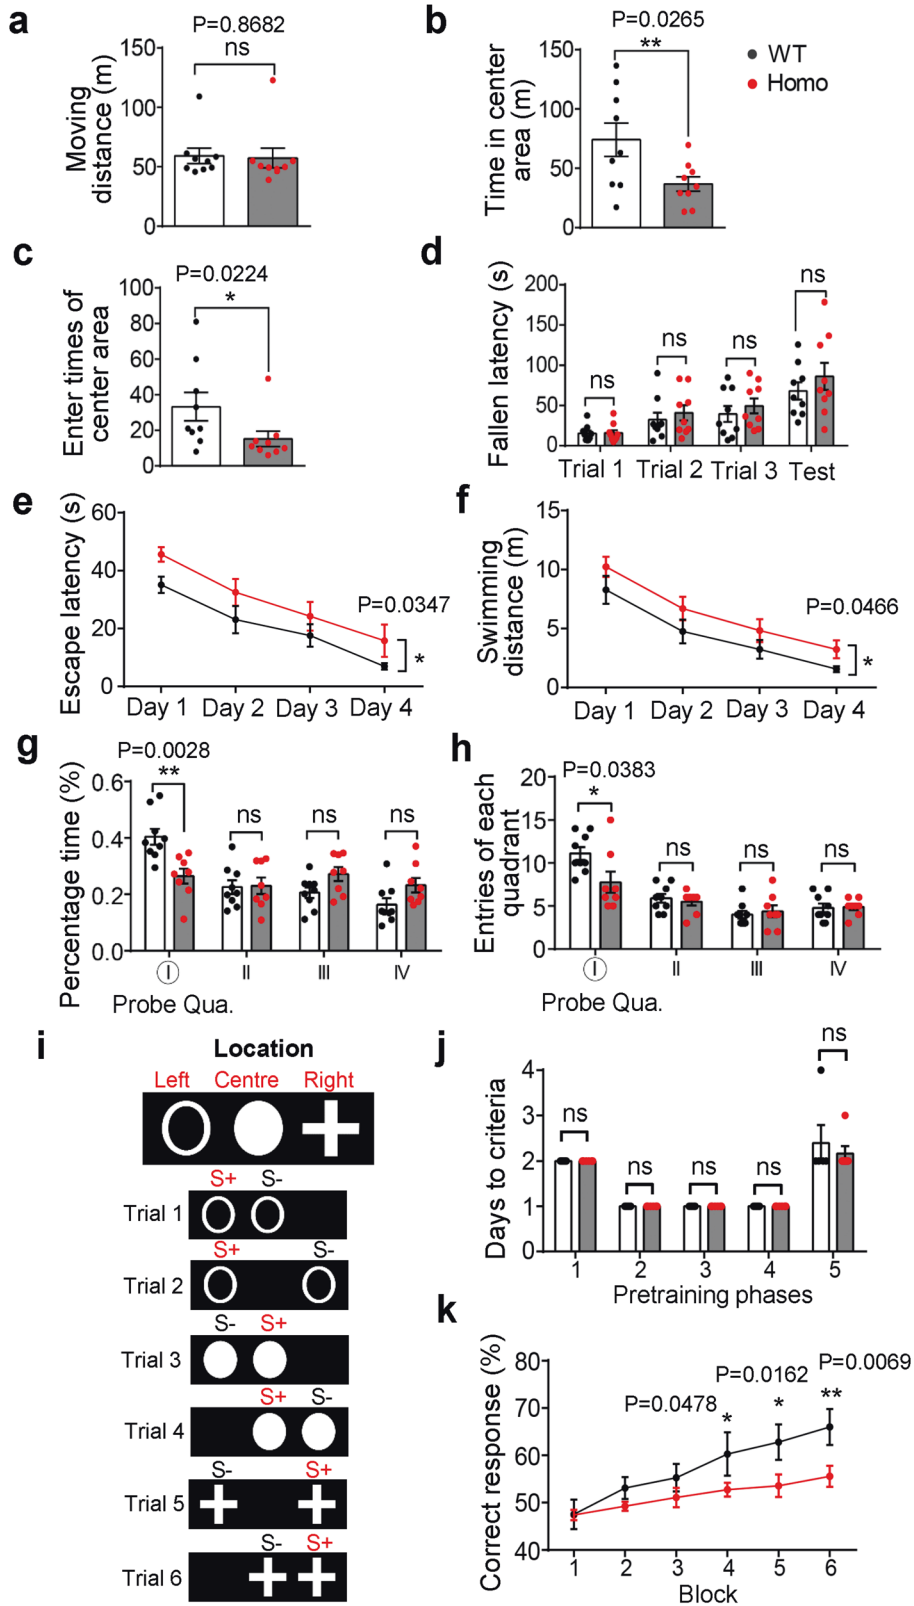 a
P=0.8682
ns
Moving
distance (m)
150
100
50
0
b
P=0.0265
**
Time in center
area (m)
150
100
50
0
WT
Homo
c
P=0.0224
*
Enter times of
center area
100
80
60
40
20
0
d
Fallen latency (s)
200
150
100
50
0
ns
ns
ns
ns
Trial 1 Trial 2 Trial 3 Test
e
Escape latency (s)
60
40
20
0
P=0.0347
*
Day 1 Day 2 Day 3 Day 4
f
Swimming
distance (m)
15
10
5
0
P=0.0466
*
Day 1 Day 2 Day 3 Day 4
g
P=0.0028
**
ns ns ns
Percentage time (%)
0.6
0.4
0.2
0.0
I II III IV
Probe Qua.
h
P=0.0383
*
ns ns ns
Entries of each
quadrant
20
15
10
5
0
I II III IV
Probe Qua.
i
Location
Left Centre Right
S+ S-
Trial 1
S+ S-
Trial 2
S- S+
Trial 3
S+ S-
Trial 4
S- S+
Trial 5
S- S+
Trial 6
j
Days to criteria
4
3
2
1
0
ns ns ns ns ns
1 2 3 4 5
Pretraining phases
k
Correct response (%)
80
70
60
50
40
P=0.0478
P=0.0162
P=0.0069
* * **
1 2 3 4 5 6
Block